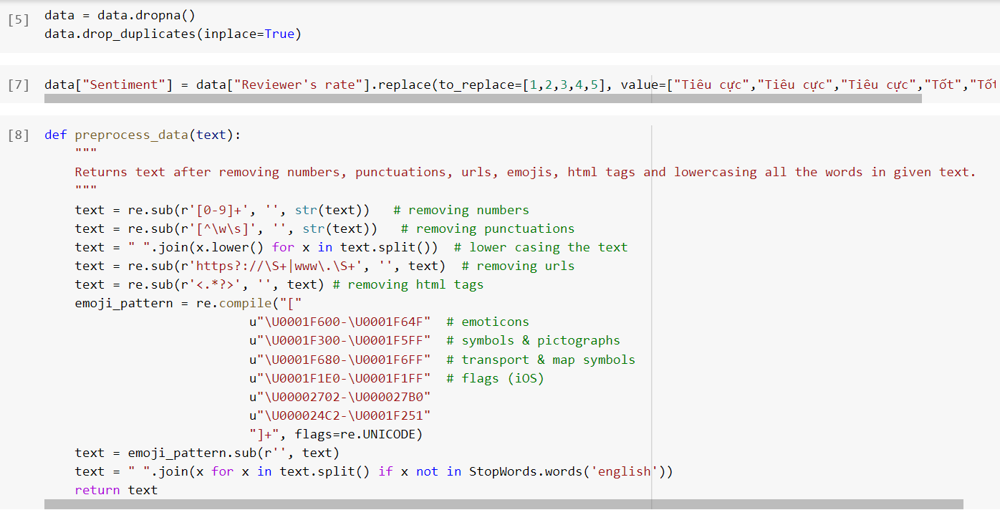 [5] data = data.dropna()
data.drop_duplicates(inplace=True)
[7] data["Sentiment"] = data["Reviewer's rate"].replace(to_replace=[1,2,3,4,5], value=["Tiêu cực","Tiêu cực","Tiêu cực","Tốt","Tốt
[8] def preprocess_data(text):
"""
Returns text after removing numbers, punctuations, urls, emojis, html tags and lowercasing all the words in given text.
"""
text = re.sub(r'[0-9]+', '', str(text))   # removing numbers
text = re.sub(r'[^\w\s]', '', str(text))   # removing punctuations
text = " ".join(x.lower() for x in text.split())  # lower casing the text
text = re.sub(r'https?://\S+|www\.\S+', '', text)  # removing urls
text = re.sub(r'<.*?>', '', text) # removing html tags
emoji_pattern = re.compile("["
u"\U0001F600-\U0001F64F"  # emoticons
u"\U0001F300-\U0001F5FF"  # symbols & pictographs
u"\U0001F680-\U0001F6FF"  # transport & map symbols
u"\U0001F1E0-\U0001F1FF"  # flags (iOS)
u"\U00002702-\U000027B0"
u"\U000024C2-\U0001F251"
"]+", flags=re.UNICODE)
text = emoji_pattern.sub(r'', text)
text = " ".join(x for x in text.split() if x not in StopWords.words('english'))
return text